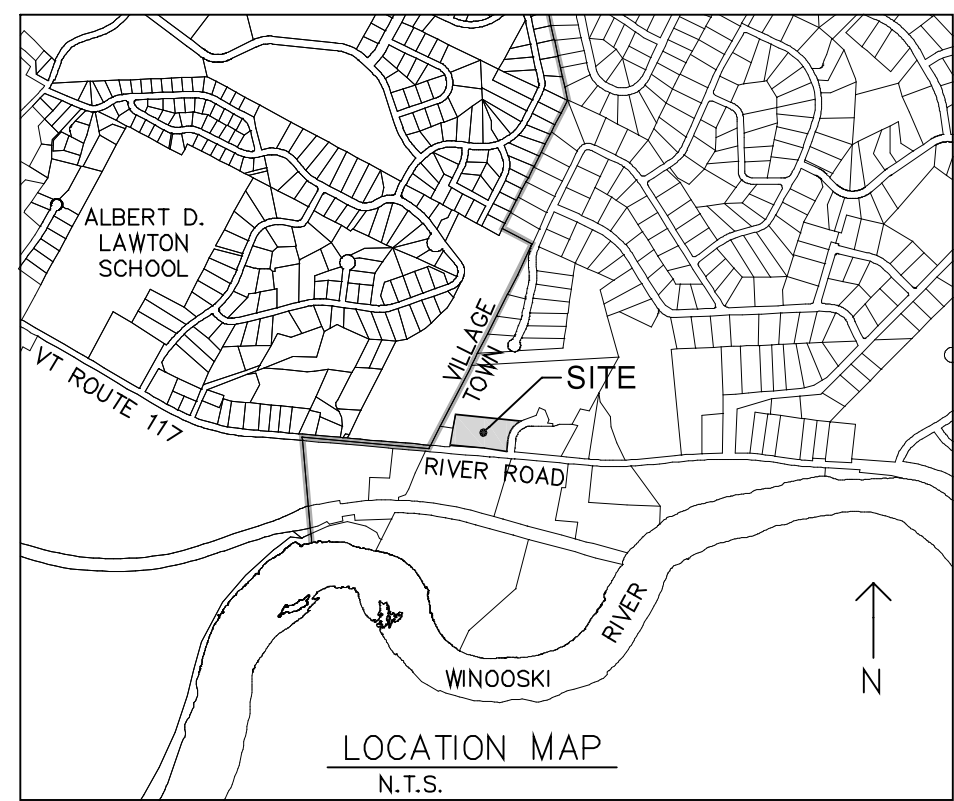 ALBERT D.
LAWTON
SCHOOL
VT ROUTE 117
VILLAGE
TOWN
SITE
RIVER ROAD
WINOOSKI
RIVER
N
LOCATION MAP
N.T.S.